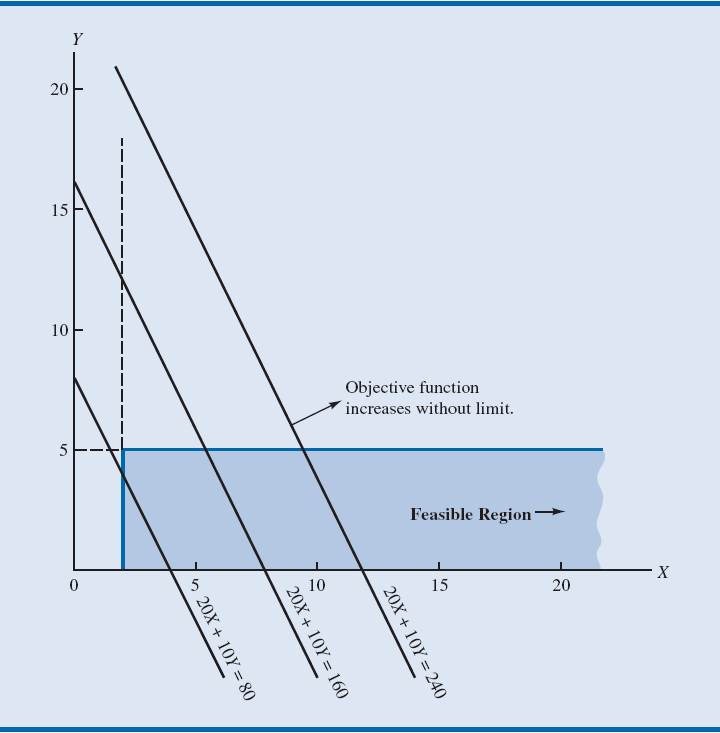 Y
20
15
10
5
Objective function
increases without limit.
Feasible Region
0
5
10
15
20
X
20X + 10Y = 80
20X + 10Y = 160
20X + 10Y = 240